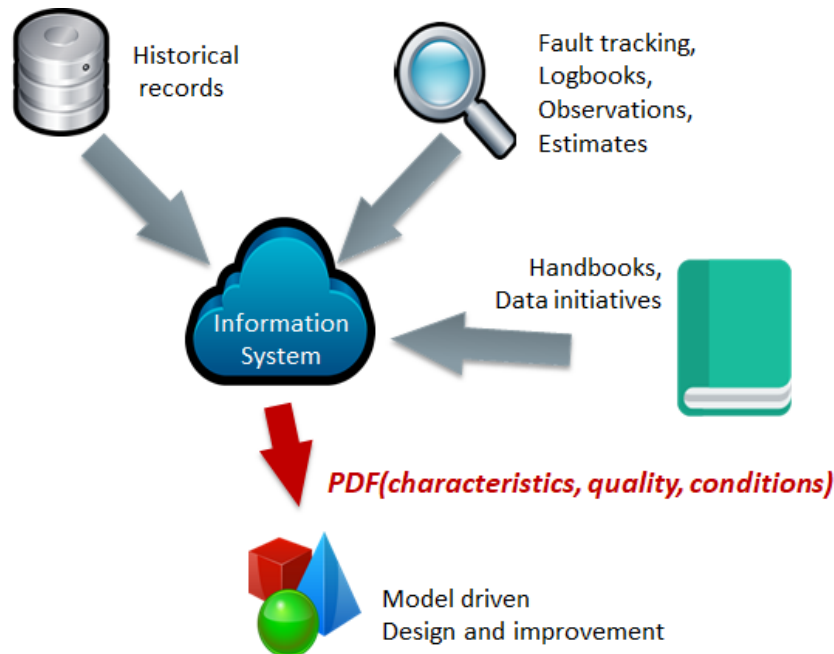 Historical
records
Fault tracking,
Logbooks,
Observations,
Estimates
Handbooks,
Data initiatives
Information
System
PDF(characteristics, quality, conditions)
Model driven
Design and improvement